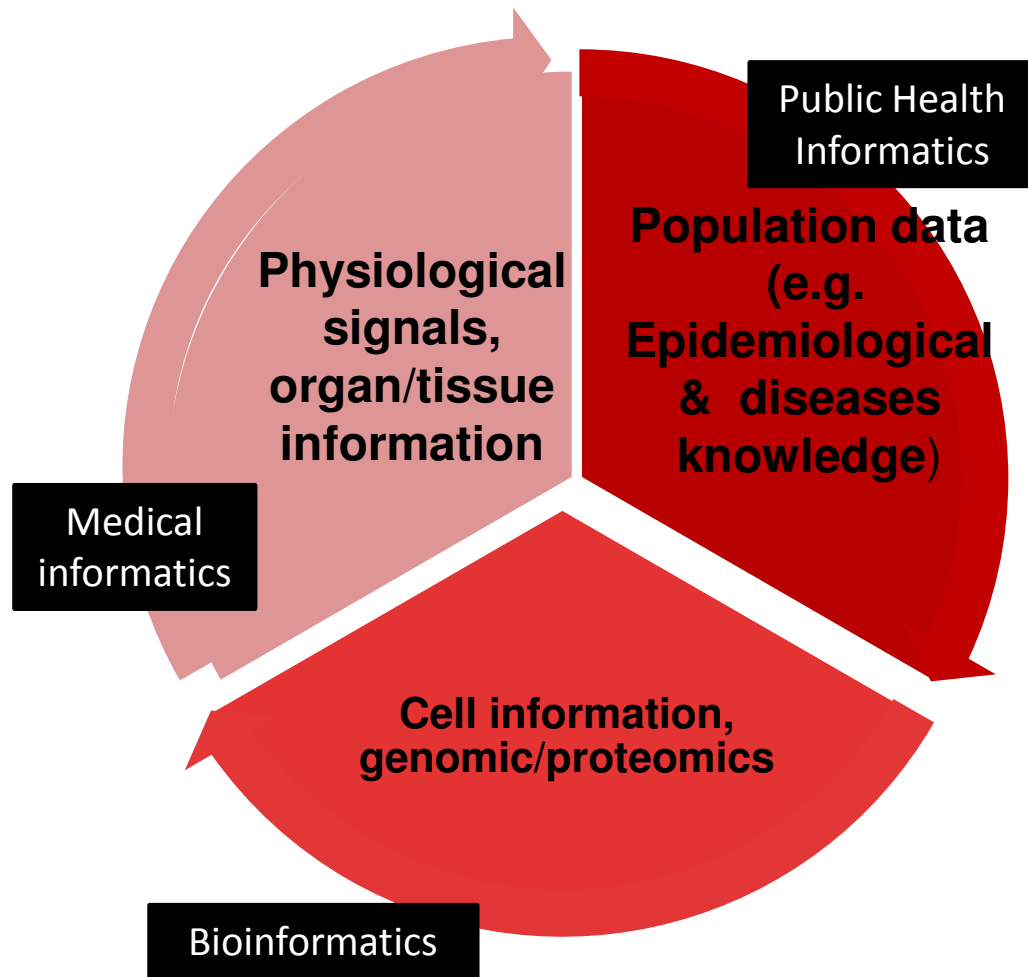 Public Health
Informatics
Population data
(e.g.
Epidemiological
& diseases
knowledge)
Physiological
signals,
organ/tissue
information
Medical
informatics
Cell information,
genomic/proteomics
Bioinformatics